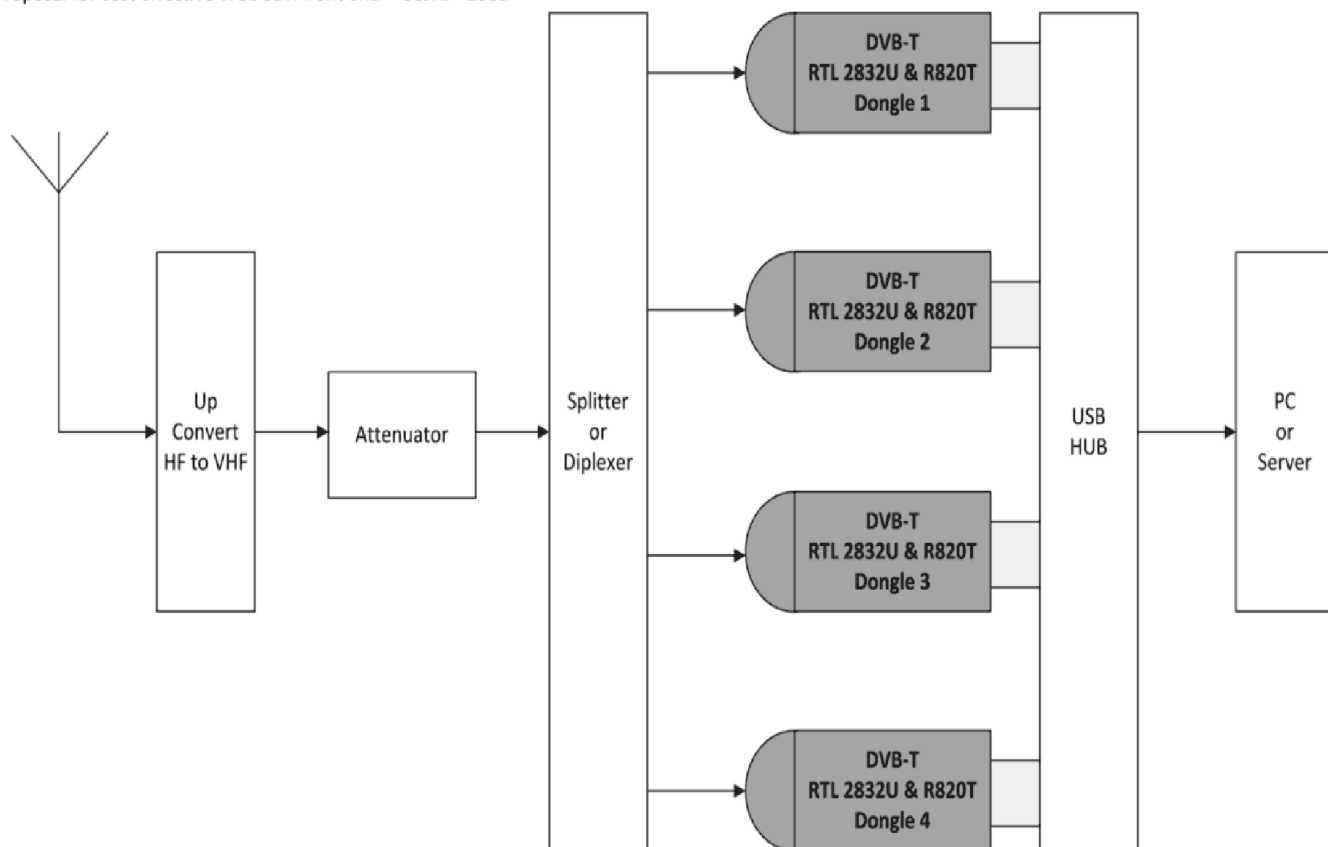 Up
Convert
HF to VHF
Attenuator
Splitter
or
Diplexer
DVB-T
RTL 2832U & R820T
Dongle 1
DVB-T
RTL 2832U & R820T
Dongle 2
DVB-T
RTL 2832U & R820T
Dongle 3
DVB-T
RTL 2832U & R820T
Dongle 4
USB
HUB
PC
or
Server